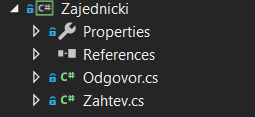 C# Zajednicki
Properties
References
C# Odgovor.cs
C# Zahtev.cs